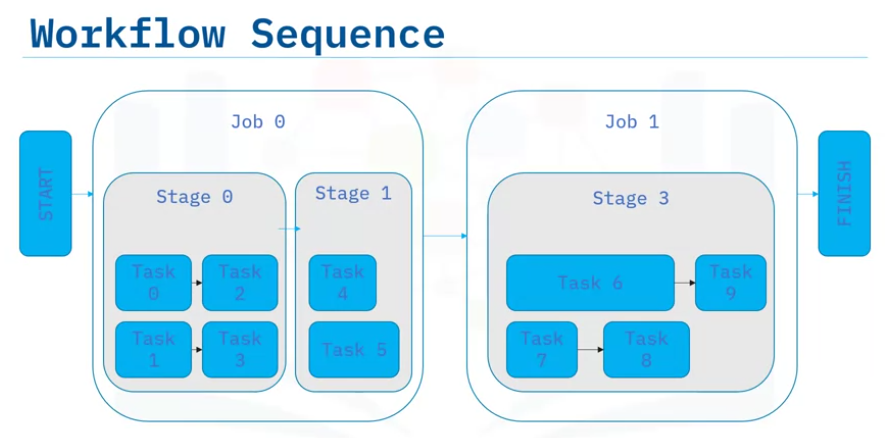 Workflow Sequence
START
Job 0
Stage 0
Task
0
Task
2
Task
1
Task
3
Stage 1
Task
4
Task 5
Job 1
Stage 3
Task 6
Task
9
Task
7
Task
8
FINISH